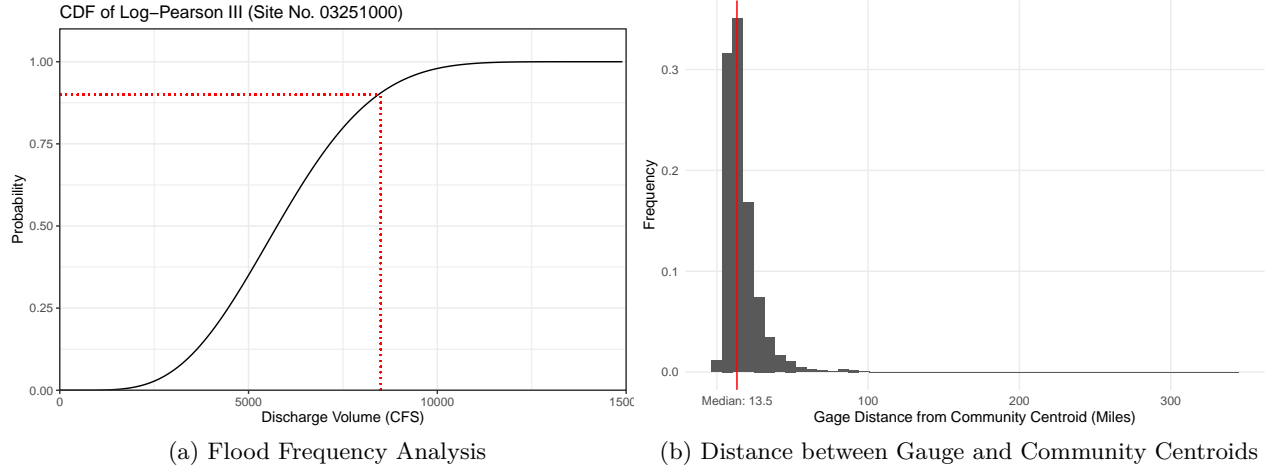 CDF of Log−Pearson III (Site No. 03251000)
1.00
0.75
0.50
0.25
0.00
Probability
0
5000
10000
1500
Discharge Volume (CFS)
(a) Flood Frequency Analysis
0.3
0.2
0.1
0.0
Frequency
Median: 13.5
100
200
300
Gage Distance from Community Centroid (Miles)
(b) Distance between Gauge and Community Centroids